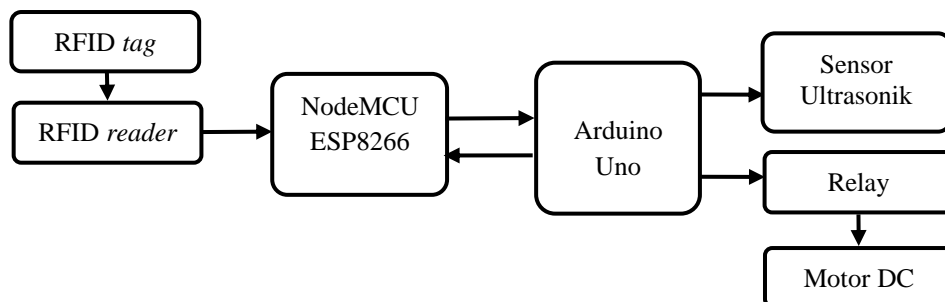 RFID tag
RFID reader
NodeMCU
ESP8266
Arduino
Uno
Sensor
Ultrasonik
Relay
Motor DC